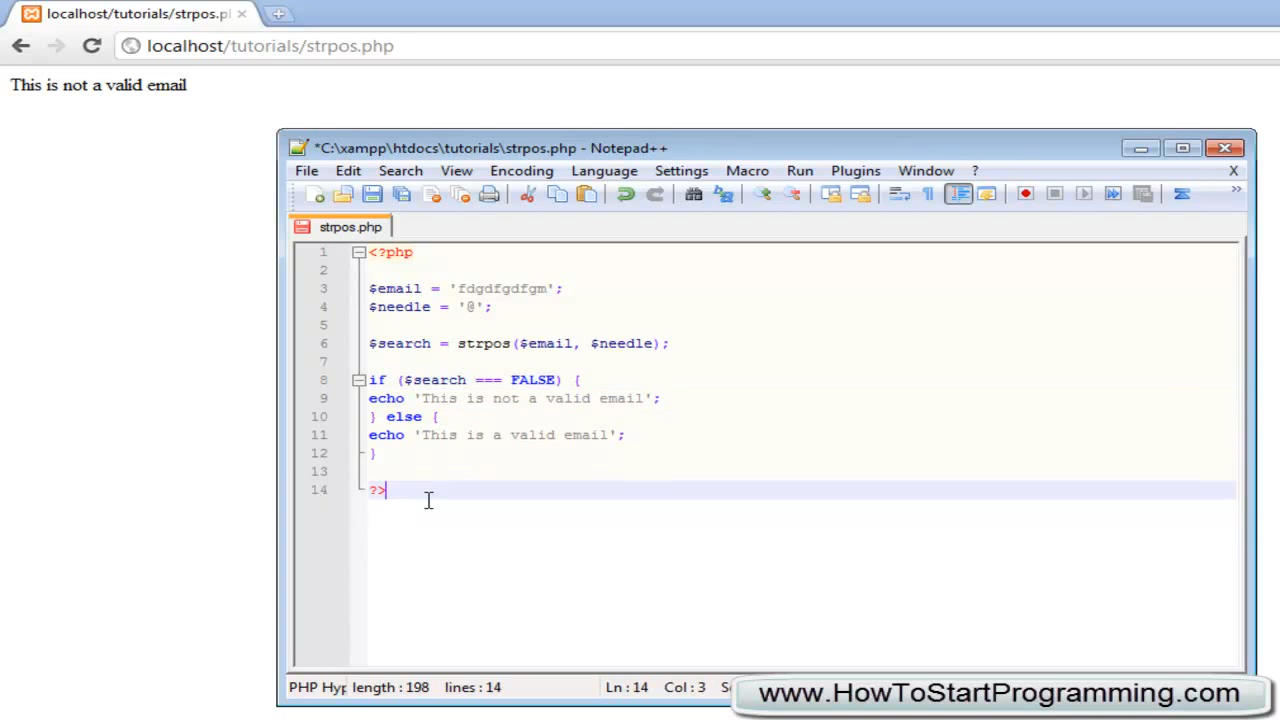 localhost/tutorials/strpos.p
localhost/tutorials/strpos.php
This is not a valid email
*C:\xampp\htdocs\tutorials\strpos.php - Notepad++
File Edit Search View Encoding Language Settings Macro Run Plugins Window ? X
strpos.php
1 <?php
2
3 $email = 'fdgdfgdfgm';
4 $needle = '@';
5
6 $search = strpos($email, $needle);
7
8 if ($search === FALSE) {
9 echo 'This is not a valid email';
10 } else {
11 echo 'This is a valid email';
12 }
13
14 ?>
PHP Hyp length : 198 lines : 14 Ln : 14 Col : 3 S
www.HowToStartProgramming.com